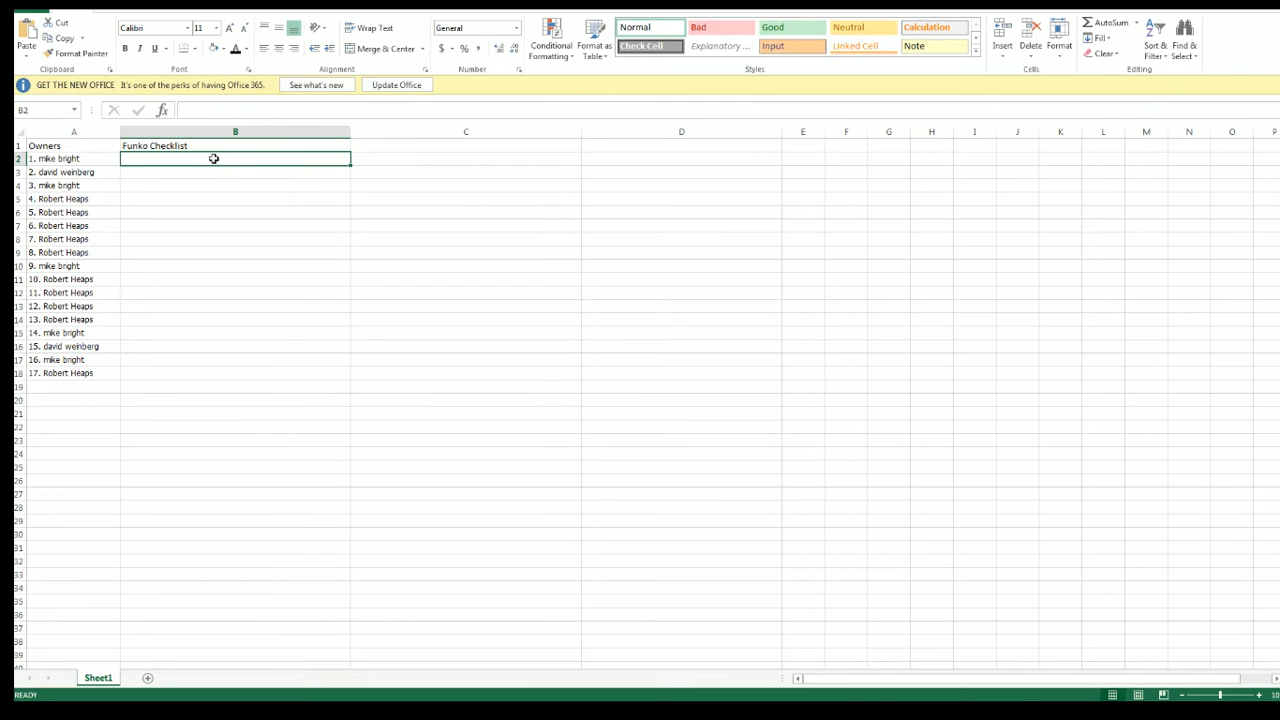 Cut
Copy
Format Painter
Paste
Clipboard
Calibri 11
B I U A
Font
Wrap Text
Merge & Center
Alignment
General
$ % ,
Number
Conditional Formatting
Format as Table
Normal Bad Good Neutral Calculation
Check Cell Explanatory ... Input Linked Cell Note
Styles
Insert Delete Format
Cells
AutoSum
Fill
Clear
Sort & Filter
Find & Select
Editing
GET THE NEW OFFICE It's one of the perks of having Office 365. See what's new Update Office
B2 fx
A B C D E F G H I J K L M N O P
1 Owners Funko Checklist
2 1. mike bright
3 2. david weinberg
4 3. mike bright
5 4. Robert Heaps
6 5. Robert Heaps
7 6. Robert Heaps
8 7. Robert Heaps
9 8. Robert Heaps
10 9. mike bright
11 10. Robert Heaps
12 11. Robert Heaps
13 12. Robert Heaps
14 13. Robert Heaps
15 14. mike bright
16 15. david weinberg
17 16. mike bright
18 17. Robert Heaps
19
20
21
22
23
24
25
26
27
28
29
30
31
32
33
34
35
36
37
38
39
Sheet1
READY